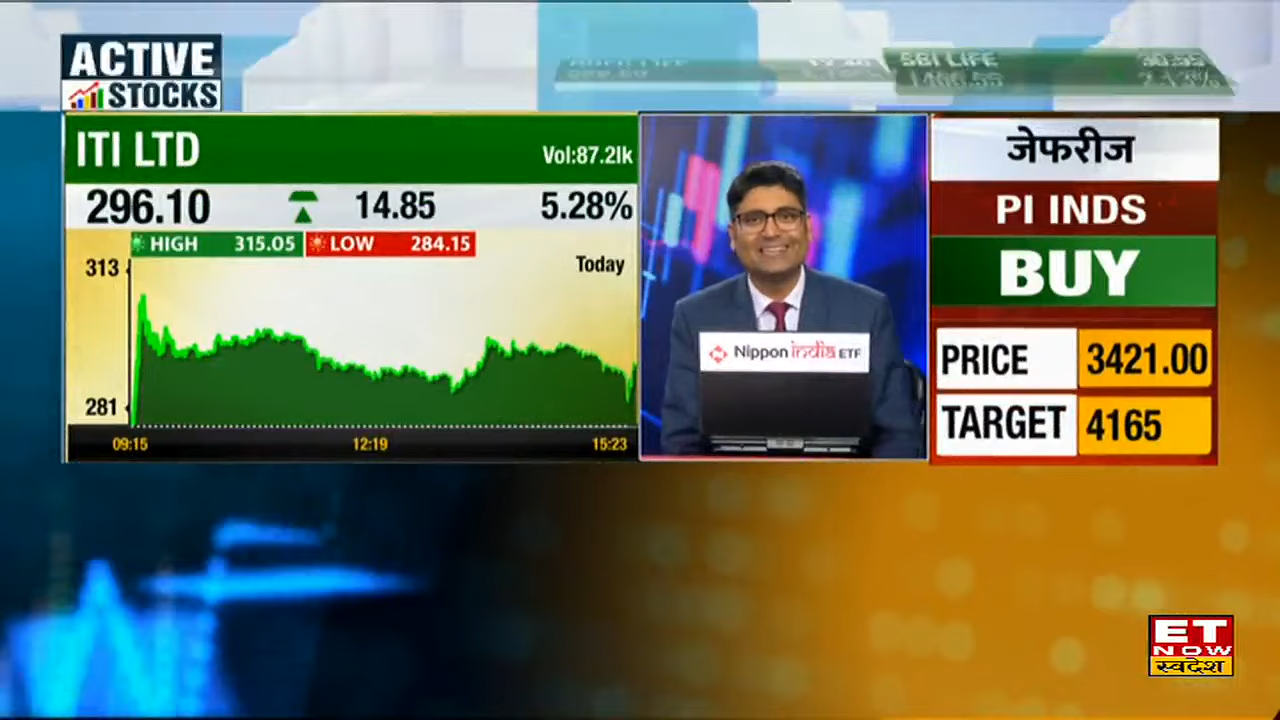 ACTIVE
STOCKS
SBI LIFE
ITI LTD
Vol:87.2lk
296.10 14.85 5.28%
HIGH 315.05 LOW 284.15
313
Today
281
09:15 12:19 15:23
Nippon india ETF
जेफरीज
PI INDS
BUY
PRICE 3421.00
TARGET 4165
ET
NOW
स्वदेश